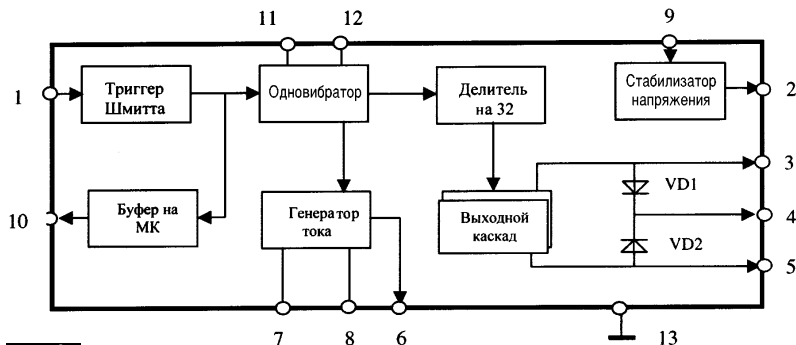 11
12
9
1
Триггер
Шмитта
Одновибратор
Делитель
на 32
Стабилизатор
напряжения
2
3
VD1
10
Буфер на
МК
Генератор
тока
Выходной
каскад
4
VD2
5
7
8
6
13